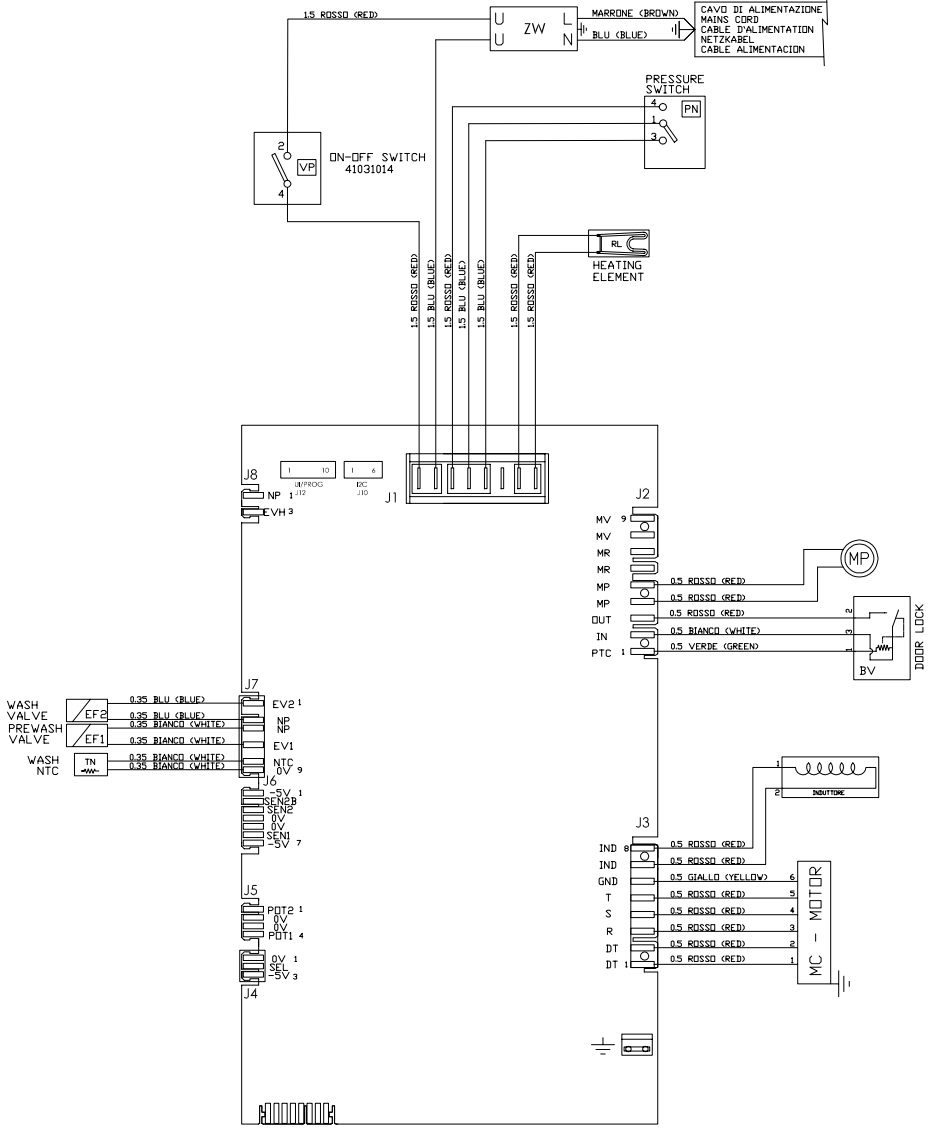 1.5 ROSSO (RED)
U L
U N
ZW
MARRONE (BROWN)
BLU (BLUE)
CAVO DI ALIMENTAZIONE
MAINS CORD
CABLE D'ALIMENTATION
NETZKABEL
CABLE ALIMENTACION
PRESSURE
SWITCH
4
1
3
PN
2
VP
4
ON-OFF SWITCH
41031014
RL
HEATING
ELEMENT
1.5 ROSSO (RED)
1.5 BLU (BLUE)
1.5 ROSSO (RED)
1.5 BLU (BLUE)
1.5 BLU (BLUE)
1.5 ROSSO (RED)
1.5 ROSSO (RED)
J8
NP 1
EVH 3
1 10
UI/PROG
J12
1 6
I2C
J10
J1
J2
MV 9
MV
MR
MR
MP
MP
OUT
IN
PTC 1
0.5 ROSSO (RED)
0.5 ROSSO (RED)
0.5 ROSSO (RED)
0.5 BIANCO (WHITE)
0.5 VERDE (GREEN)
MP
2
3
1
BV
DOOR LOCK
WASH
VALVE
EF2
PREWASH
VALVE
EF1
WASH
NTC
TN
0.35 BLU (BLUE)
0.35 BLU (BLUE)
0.35 BIANCO (WHITE)
0.35 BIANCO (WHITE)
0.35 BIANCO (WHITE)
0.35 BIANCO (WHITE)
J7
EV2 1
NP
NP
EV1
NTC
0V 9
J6
-5V 1
SEN2B
SEN2
0V
0V
SEN1
-5V 7
J5
POT2 1
0V
0V
POT1 4
0V 1
SEL
-5V 3
J4
1
2
INDUTTORE
J3
IND 8
IND
GND
T
S
R
DT
DT 1
0.5 ROSSO (RED)
0.5 ROSSO (RED)
0.5 GIALLO (YELLOW) 6
0.5 ROSSO (RED) 5
0.5 ROSSO (RED) 4
0.5 ROSSO (RED) 3
0.5 ROSSO (RED) 2
0.5 ROSSO (RED) 1
MC - MOTOR